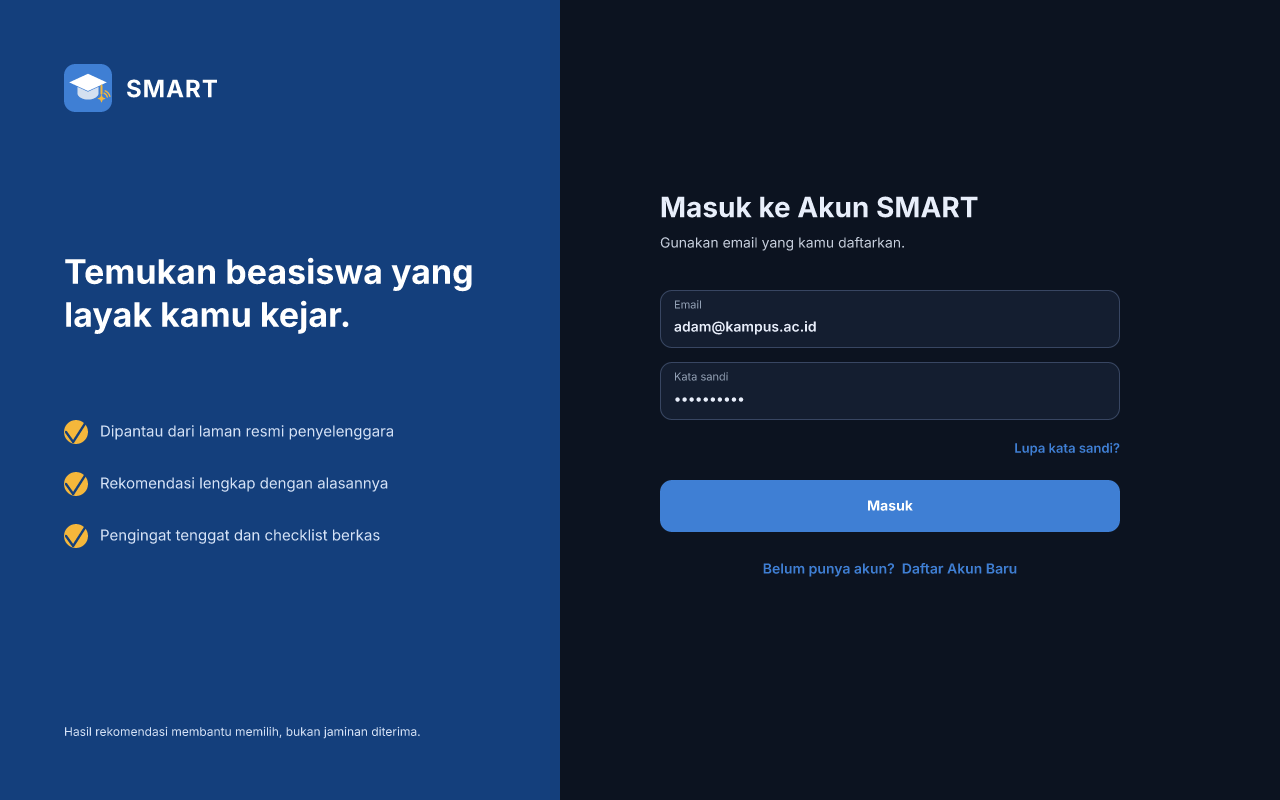 SMART
Temukan beasiswa yang
layak kamu kejar.
Dipantau dari laman resmi penyelenggara
Rekomendasi lengkap dengan alasannya
Pengingat tenggat dan checklist berkas
Hasil rekomendasi membantu memilih, bukan jaminan diterima.
Masuk ke Akun SMART
Gunakan email yang kamu daftarkan.
Email
adam@kampus.ac.id
Kata sandi
••••••••••
Lupa kata sandi?
Masuk
Belum punya akun? Daftar Akun Baru